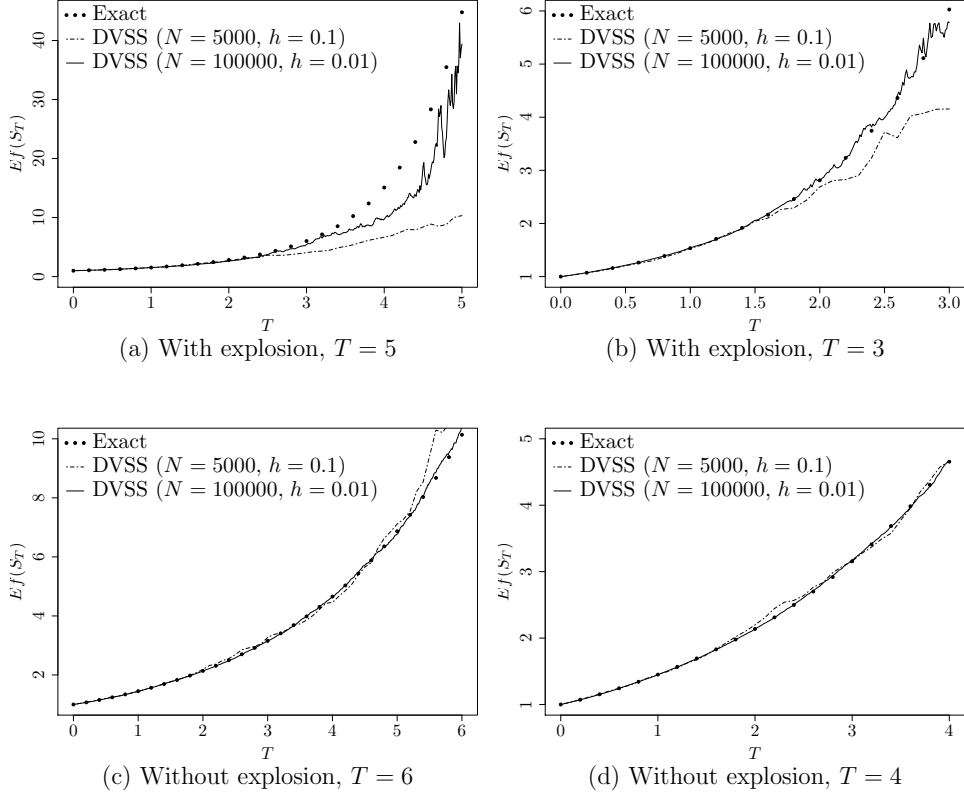 Exact
DVSS (N = 5000, h = 0.1)
DVSS (N = 100000, h = 0.01)
Ef(S_T)
0 10 20 30 40
0 1 2 3 4 5
T
(a) With explosion, T = 5
Exact
DVSS (N = 5000, h = 0.1)
DVSS (N = 100000, h = 0.01)
Ef(S_T)
1 2 3 4 5 6
0.0 0.5 1.0 1.5 2.0 2.5 3.0
T
(b) With explosion, T = 3
Exact
DVSS (N = 5000, h = 0.1)
DVSS (N = 100000, h = 0.01)
Ef(S_T)
2 4 6 8 10
0 1 2 3 4 5 6
T
(c) Without explosion, T = 6
Exact
DVSS (N = 5000, h = 0.1)
DVSS (N = 100000, h = 0.01)
Ef(S_T)
1 2 3 4 5
0 1 2 3 4
T
(d) Without explosion, T = 4